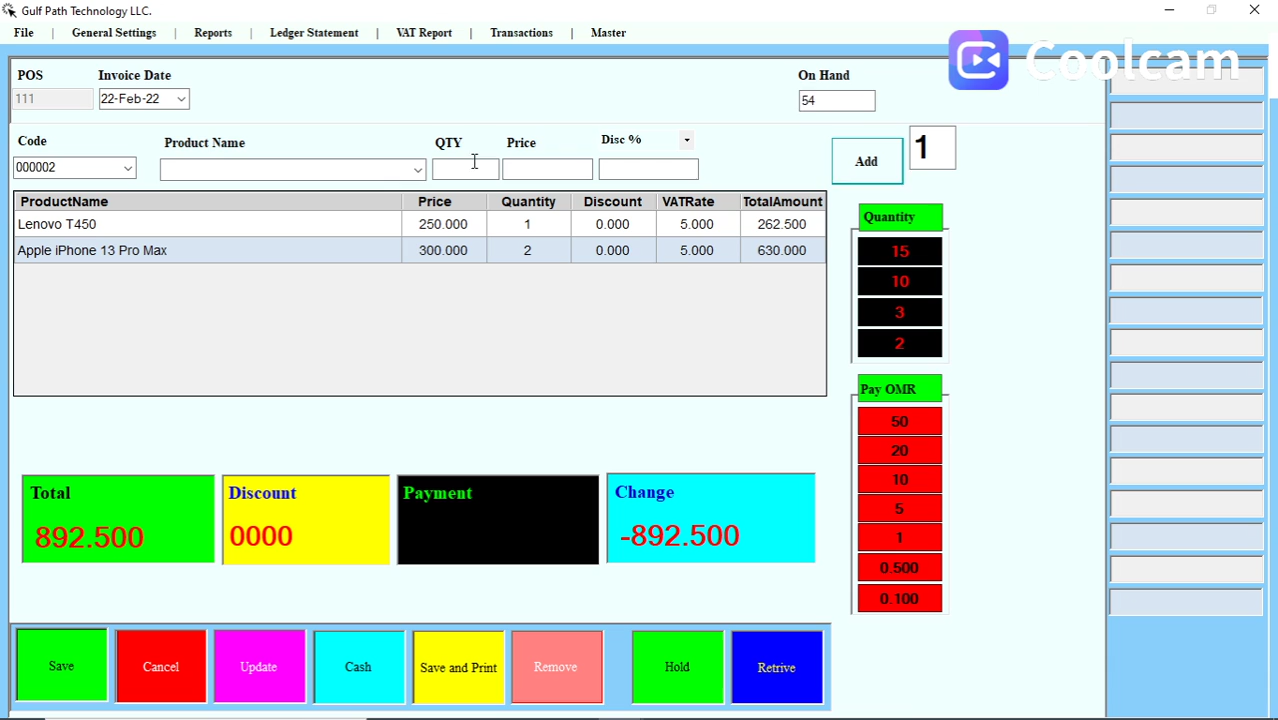 Gulf Path Technology LLC.
File | General Settings | Reports | Ledger Statement | VAT Report | Transactions | Master
Coolcam
POS Invoice Date On Hand
111 22-Feb-22 54
Code Product Name QTY Price Disc %
000002 Add 1
ProductName Price Quantity Discount VATRate TotalAmount
Lenovo T450 250.000 1 0.000 5.000 262.500
Apple iPhone 13 Pro Max 300.000 2 0.000 5.000 630.000
Quantity
15
10
3
2
Pay OMR
50
20
10
5
1
0.500
0.100
Total Discount Payment Change
892.500 0000 -892.500
Save Cancel Update Cash Save and Print Remove Hold Retrive